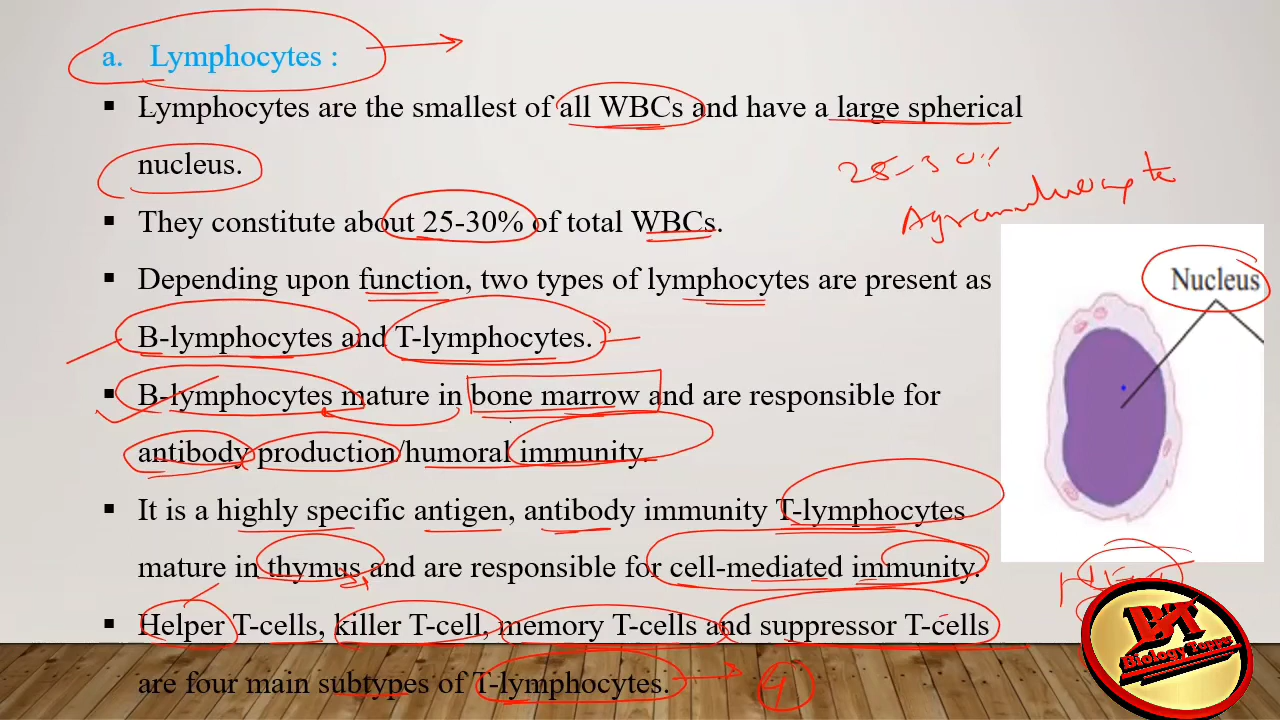 a. Lymphocytes :
▪ Lymphocytes are the smallest of all WBCs and have a large spherical
nucleus.
28-30%
Agranulocyte
▪ They constitute about 25-30% of total WBCs.
Nucleus
▪ Depending upon function, two types of lymphocytes are present as
B-lymphocytes and T-lymphocytes.
▪ B-lymphocytes mature in bone marrow and are responsible for
antibody production/humoral immunity.
▪ It is a highly specific antigen, antibody immunity T-lymphocytes
mature in thymus and are responsible for cell-mediated immunity.
▪ Helper T-cells, killer T-cell, memory T-cells and suppressor T-cells
are four main subtypes of T-lymphocytes.
4
BT
Biology Torps